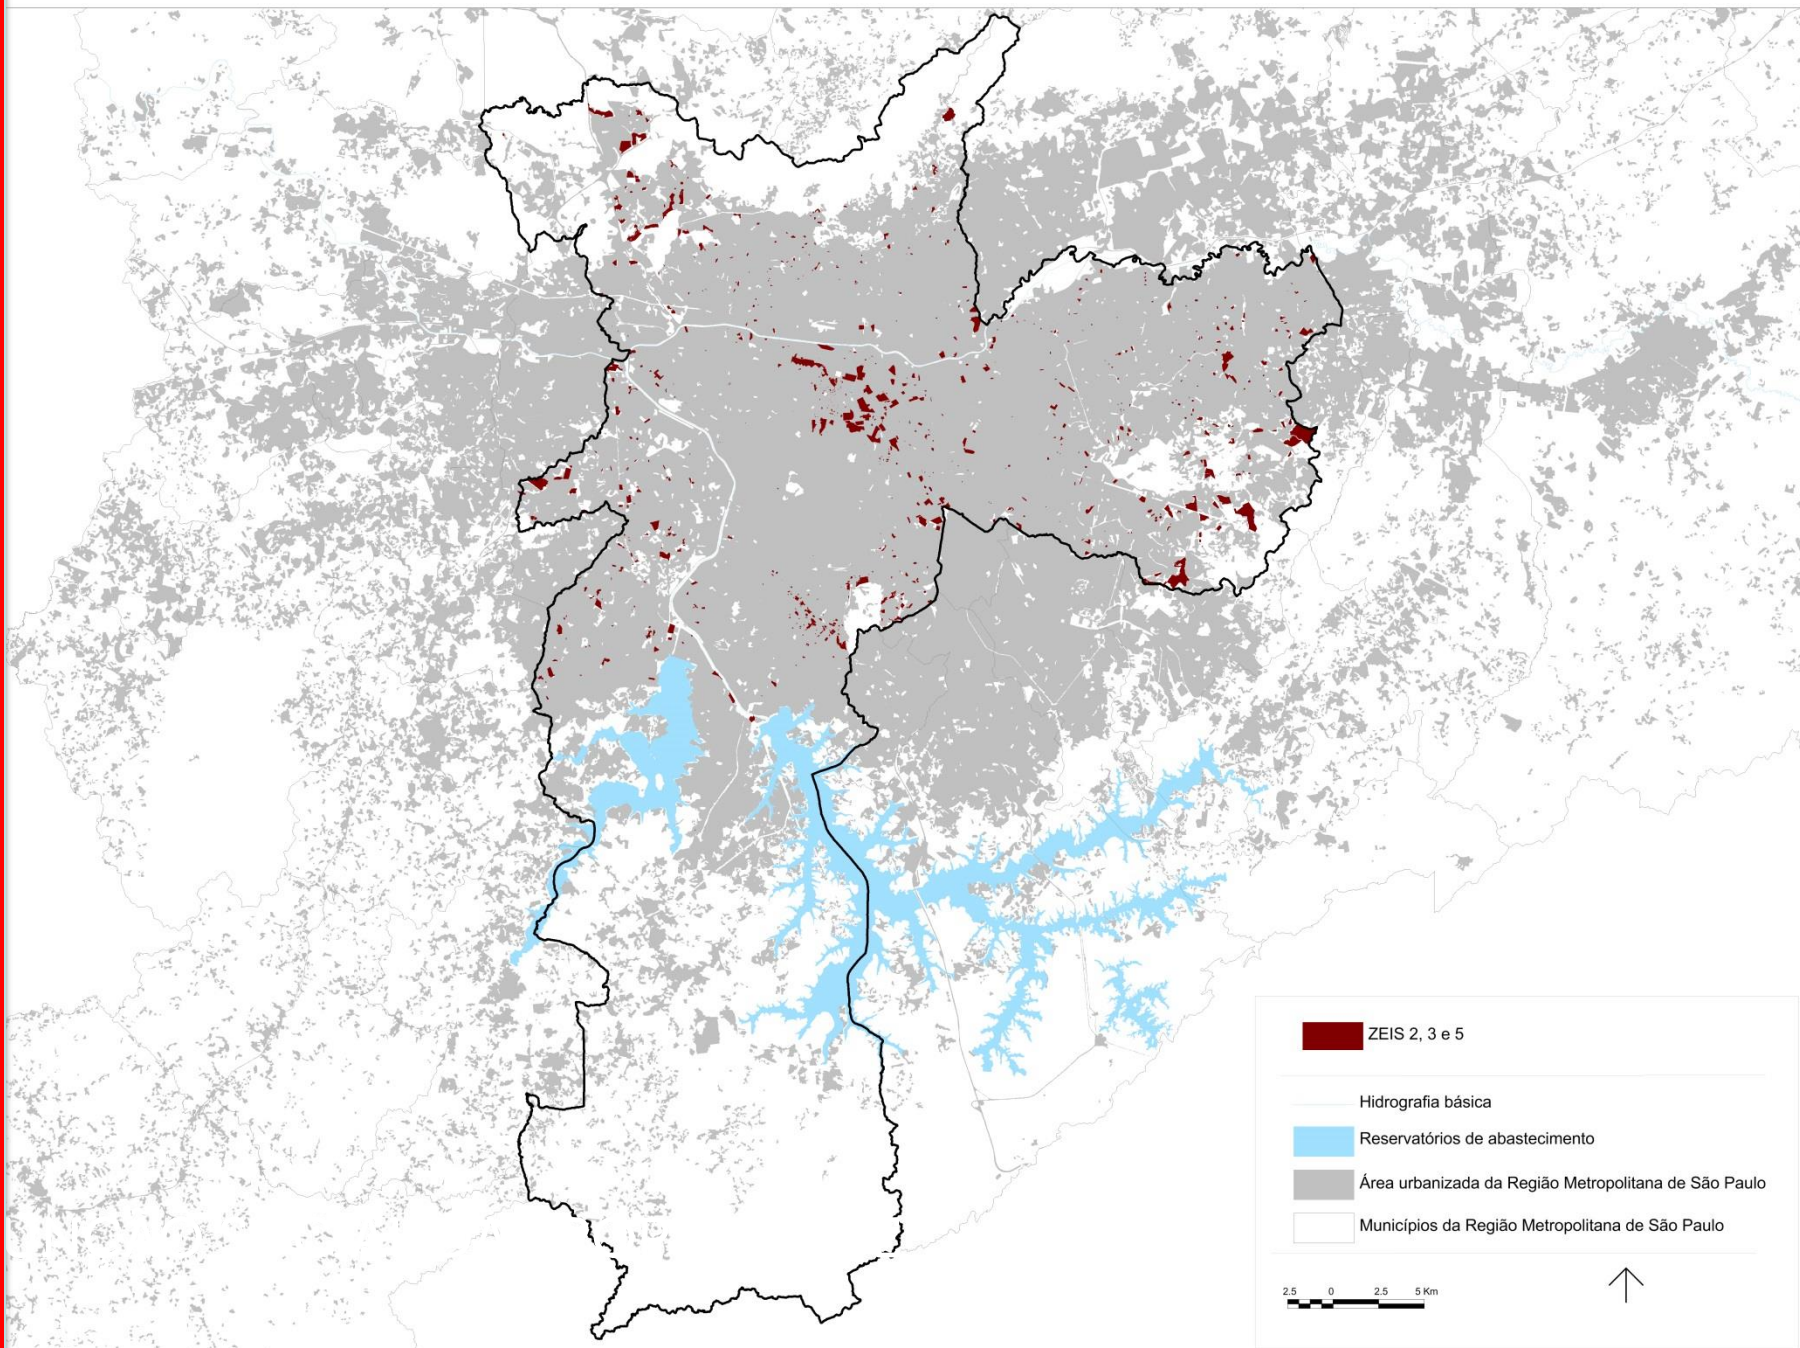 ZEIS 2, 3 e 5
Hidrografia básica
Reservatórios de abastecimento
Área urbanizada da Região Metropolitana de São Paulo
Municípios da Região Metropolitana de São Paulo
2.5 0 2.5 5 Km